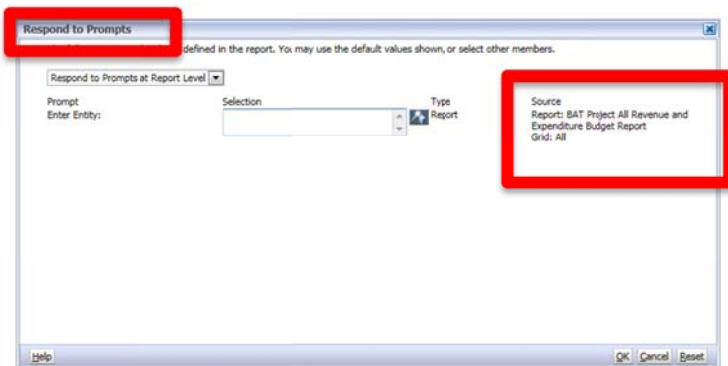 Respond to Prompts
defined in the report. You may use the default values shown, or select other members.
Respond to Prompts at Report Level
Prompt Selection Type Source
Enter Entity: Report Report: BAT Project All Revenue and
Expenditure Budget Report
Grid: All
Help OK Cancel Reset